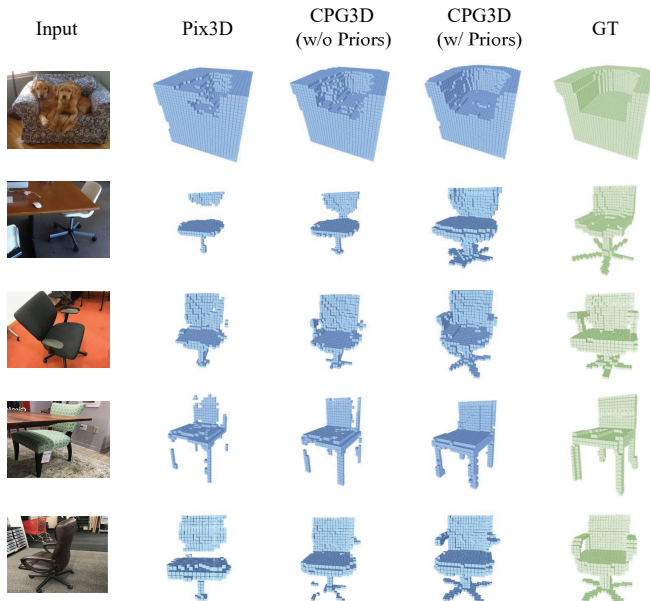 Input
Pix3D
CPG3D
(w/o Priors)
CPG3D
(w/ Priors)
GT